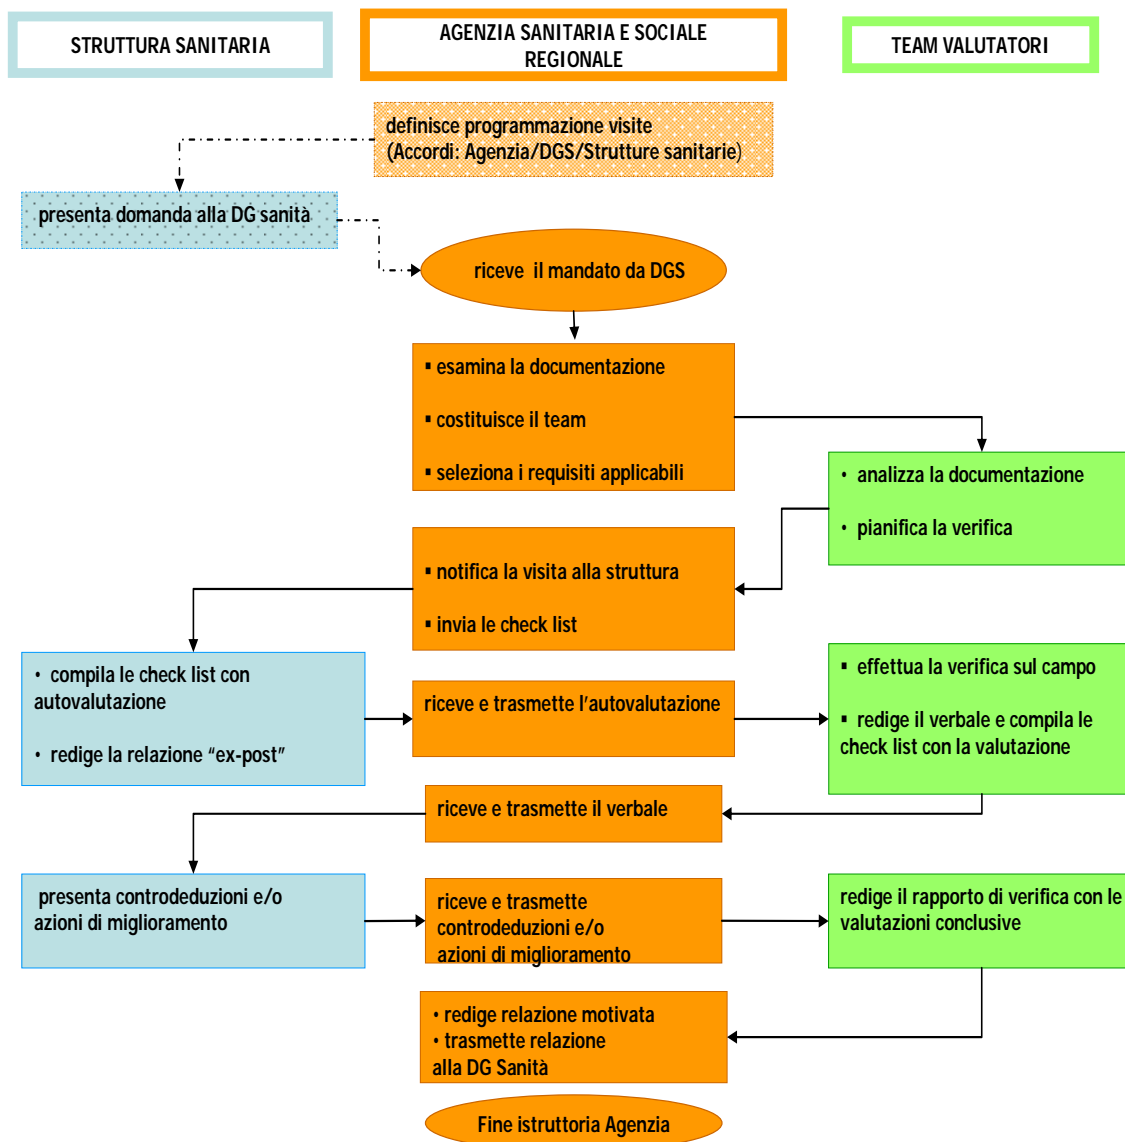 STRUTTURA SANITARIA
AGENZIA SANITARIA E SOCIALE
REGIONALE
TEAM VALUTATORI
definisce programmazione visite
(Accordi: Agenzia/DGS/Strutture sanitarie)
presenta domanda alla DG sanità
riceve il mandato da DGS
▪ esamina la documentazione
▪ costituisce il team
▪ seleziona i requisiti applicabili
• analizza la documentazione
• pianifica la verifica
▪ notifica la visita alla struttura
▪ invia le check list
• compila le check list con
autovalutazione
• redige la relazione “ex-post”
riceve e trasmette l'autovalutazione
▪ effettua la verifica sul campo
▪ redige il verbale e compila le
check list con la valutazione
riceve e trasmette il verbale
presenta controdeduzioni e/o
azioni di miglioramento
riceve e trasmette
controdeduzioni e/o
azioni di miglioramento
redige il rapporto di verifica con le
valutazioni conclusive
• redige relazione motivata
• trasmette relazione
alla DG Sanità
Fine istruttoria Agenzia